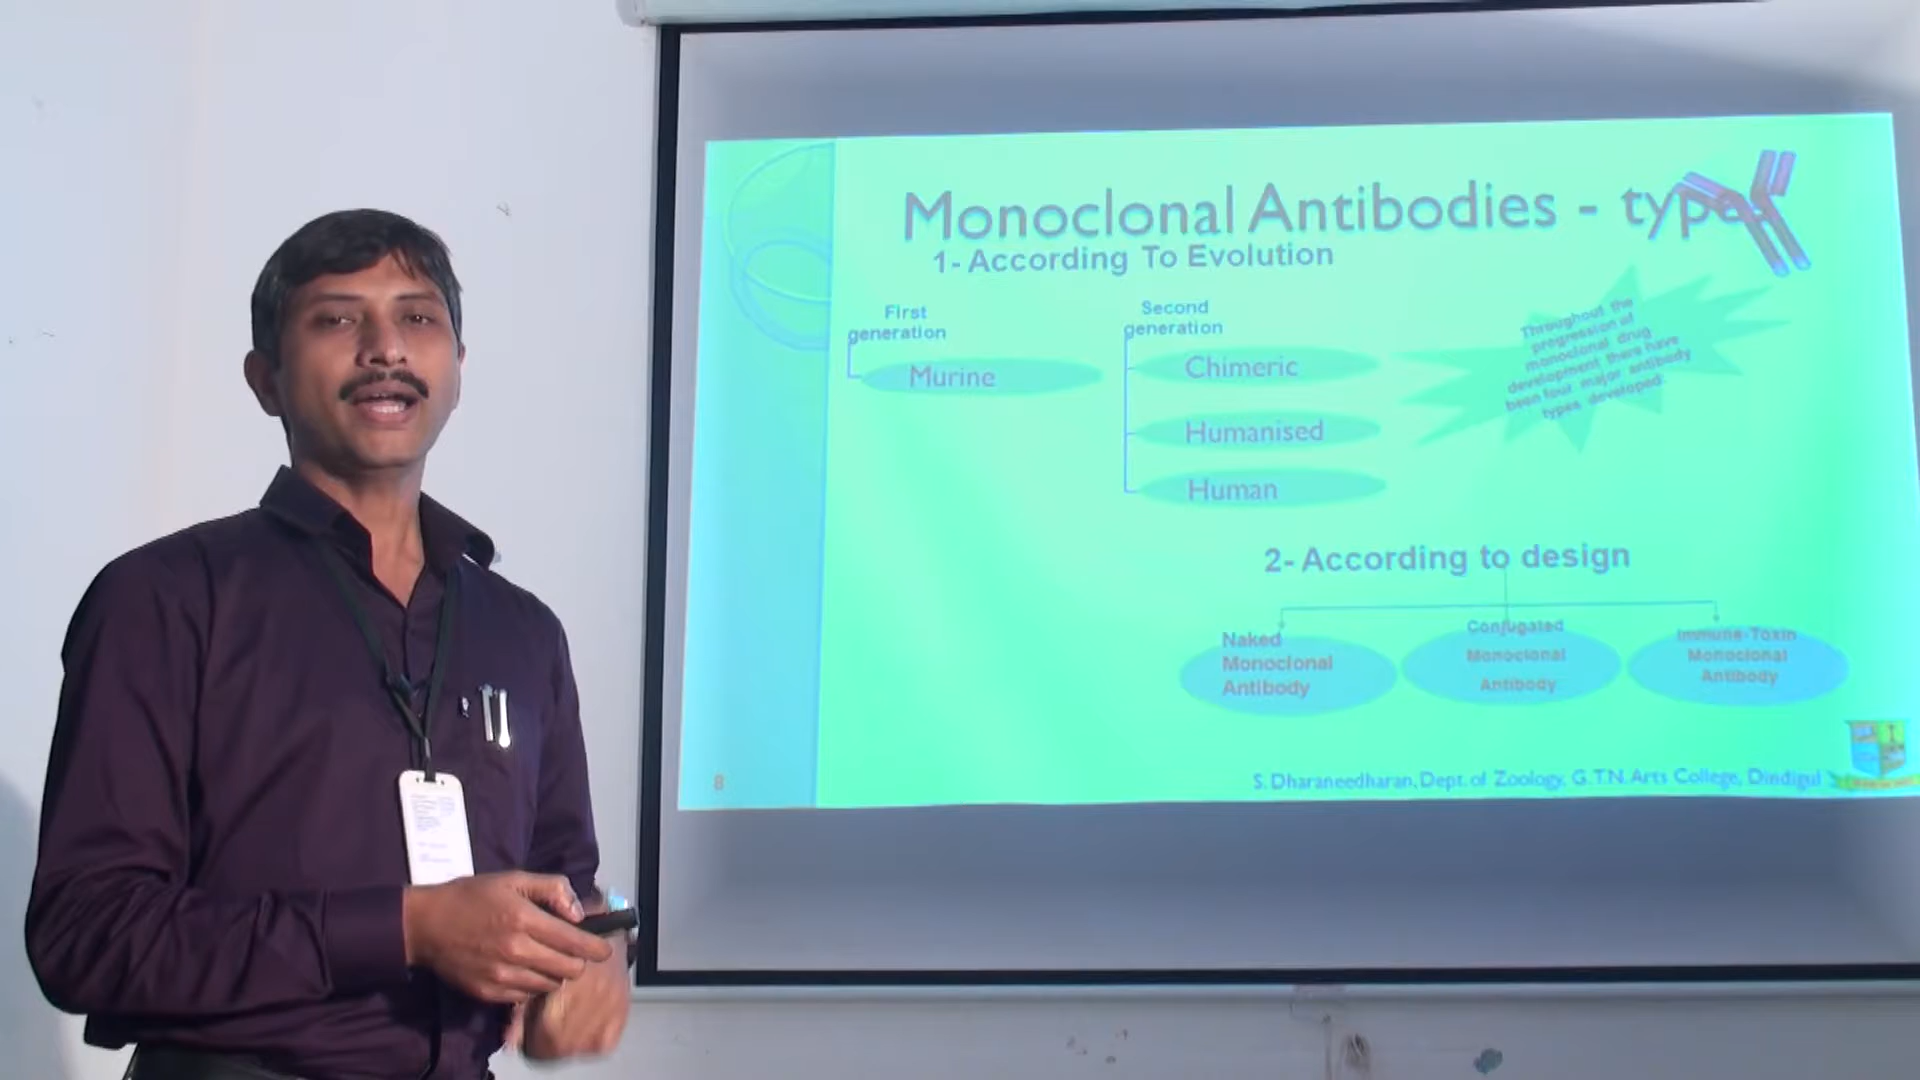 Monoclonal Antibodies - type
1- According To Evolution
First
generation
Murine
Second
generation
Chimeric
Humanised
Human
Throughout the
progression of
monoclonal drug
development there have
been four major antibody
types developed.
2- According to design
Naked
Monoclonal
Antibody
Conjugated
Monoclonal
Antibody
Immune-Toxin
Monoclonal
Antibody
8
S. Dharaneedharan, Dept. of Zoology, G.T.N. Arts College, Dindigul